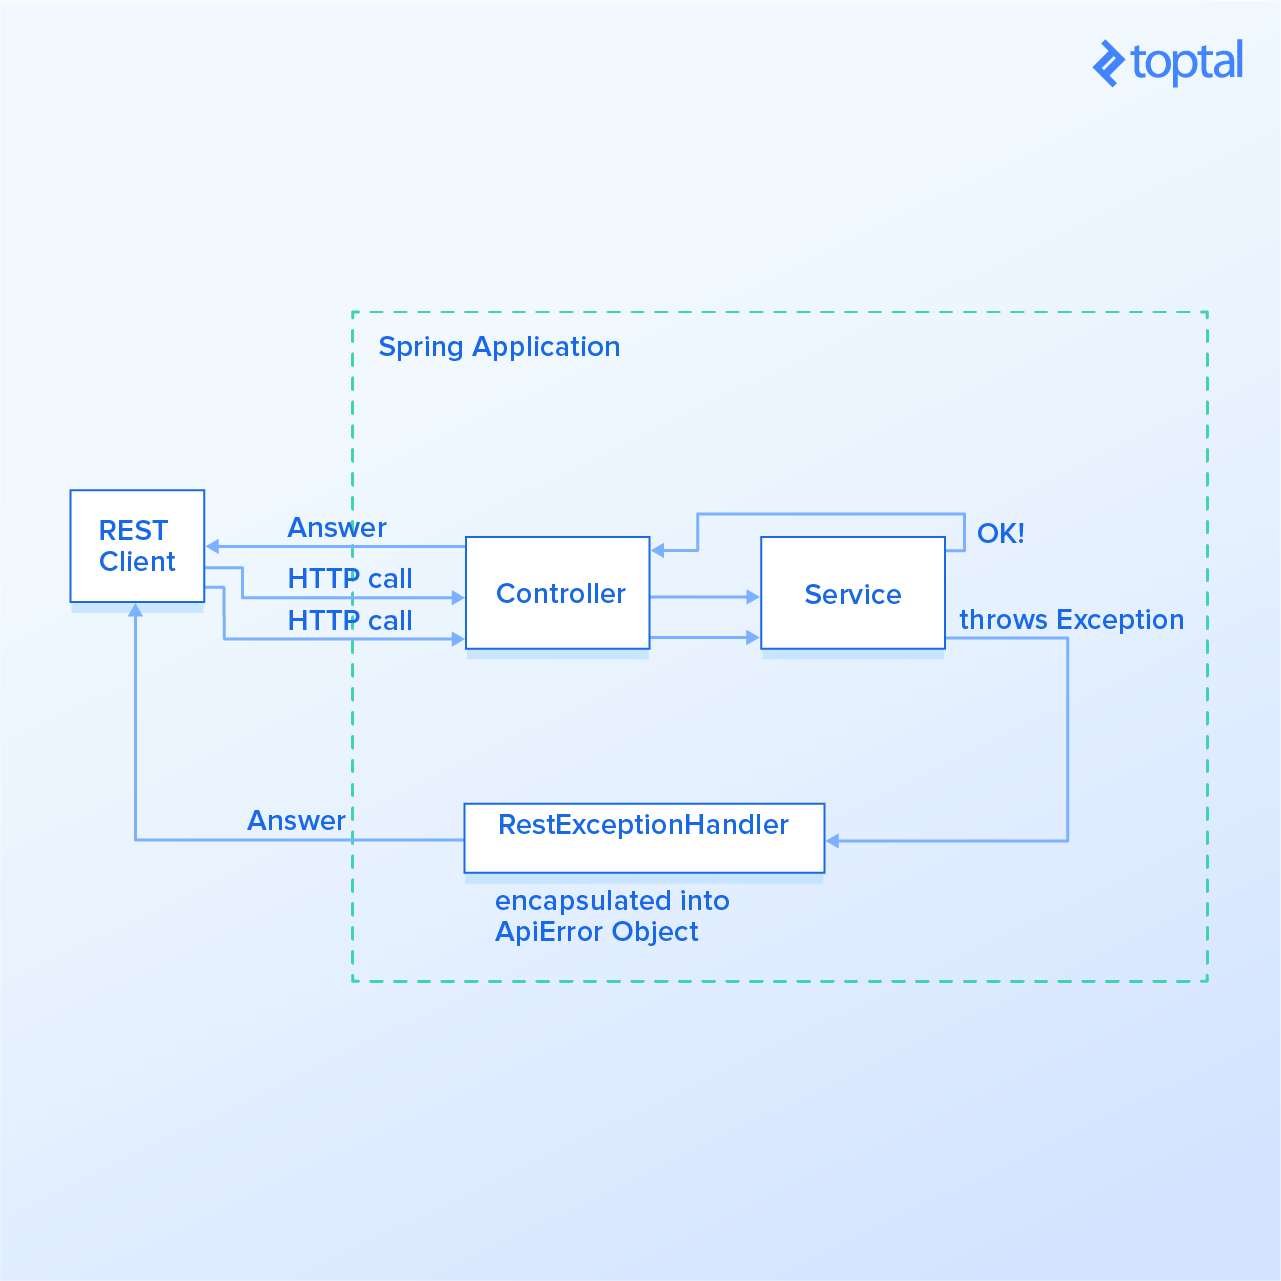 toptal
Spring Application
REST
Client
Answer
HTTP call
HTTP call
Controller
Service
OK!
throws Exception
Answer
RestExceptionHandler
encapsulated into
ApiError Object